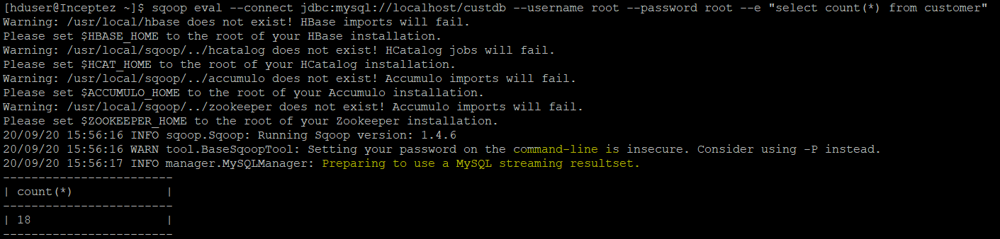 [hduser@Inceptez ~]$ sqoop eval --connect jdbc:mysql://localhost/custdb --username root --password root --e "select count(*) from customer"
Warning: /usr/local/hbase does not exist! HBase imports will fail.
Please set $HBASE_HOME to the root of your HBase installation.
Warning: /usr/local/sqoop/../hcatalog does not exist! HCatalog jobs will fail.
Please set $HCAT_HOME to the root of your HCatalog installation.
Warning: /usr/local/sqoop/../accumulo does not exist! Accumulo imports will fail.
Please set $ACCUMULO_HOME to the root of your Accumulo installation.
Warning: /usr/local/sqoop/../zookeeper does not exist! Accumulo imports will fail.
Please set $ZOOKEEPER_HOME to the root of your Zookeeper installation.
20/09/20 15:56:16 INFO sqoop.Sqoop: Running Sqoop version: 1.4.6
20/09/20 15:56:16 WARN tool.BaseSqoopTool: Setting your password on the command-line is insecure. Consider using -P instead.
20/09/20 15:56:17 INFO manager.MySQLManager: Preparing to use a MySQL streaming resultset.
------------------------
| count(*)             |
------------------------
| 18                   |
------------------------